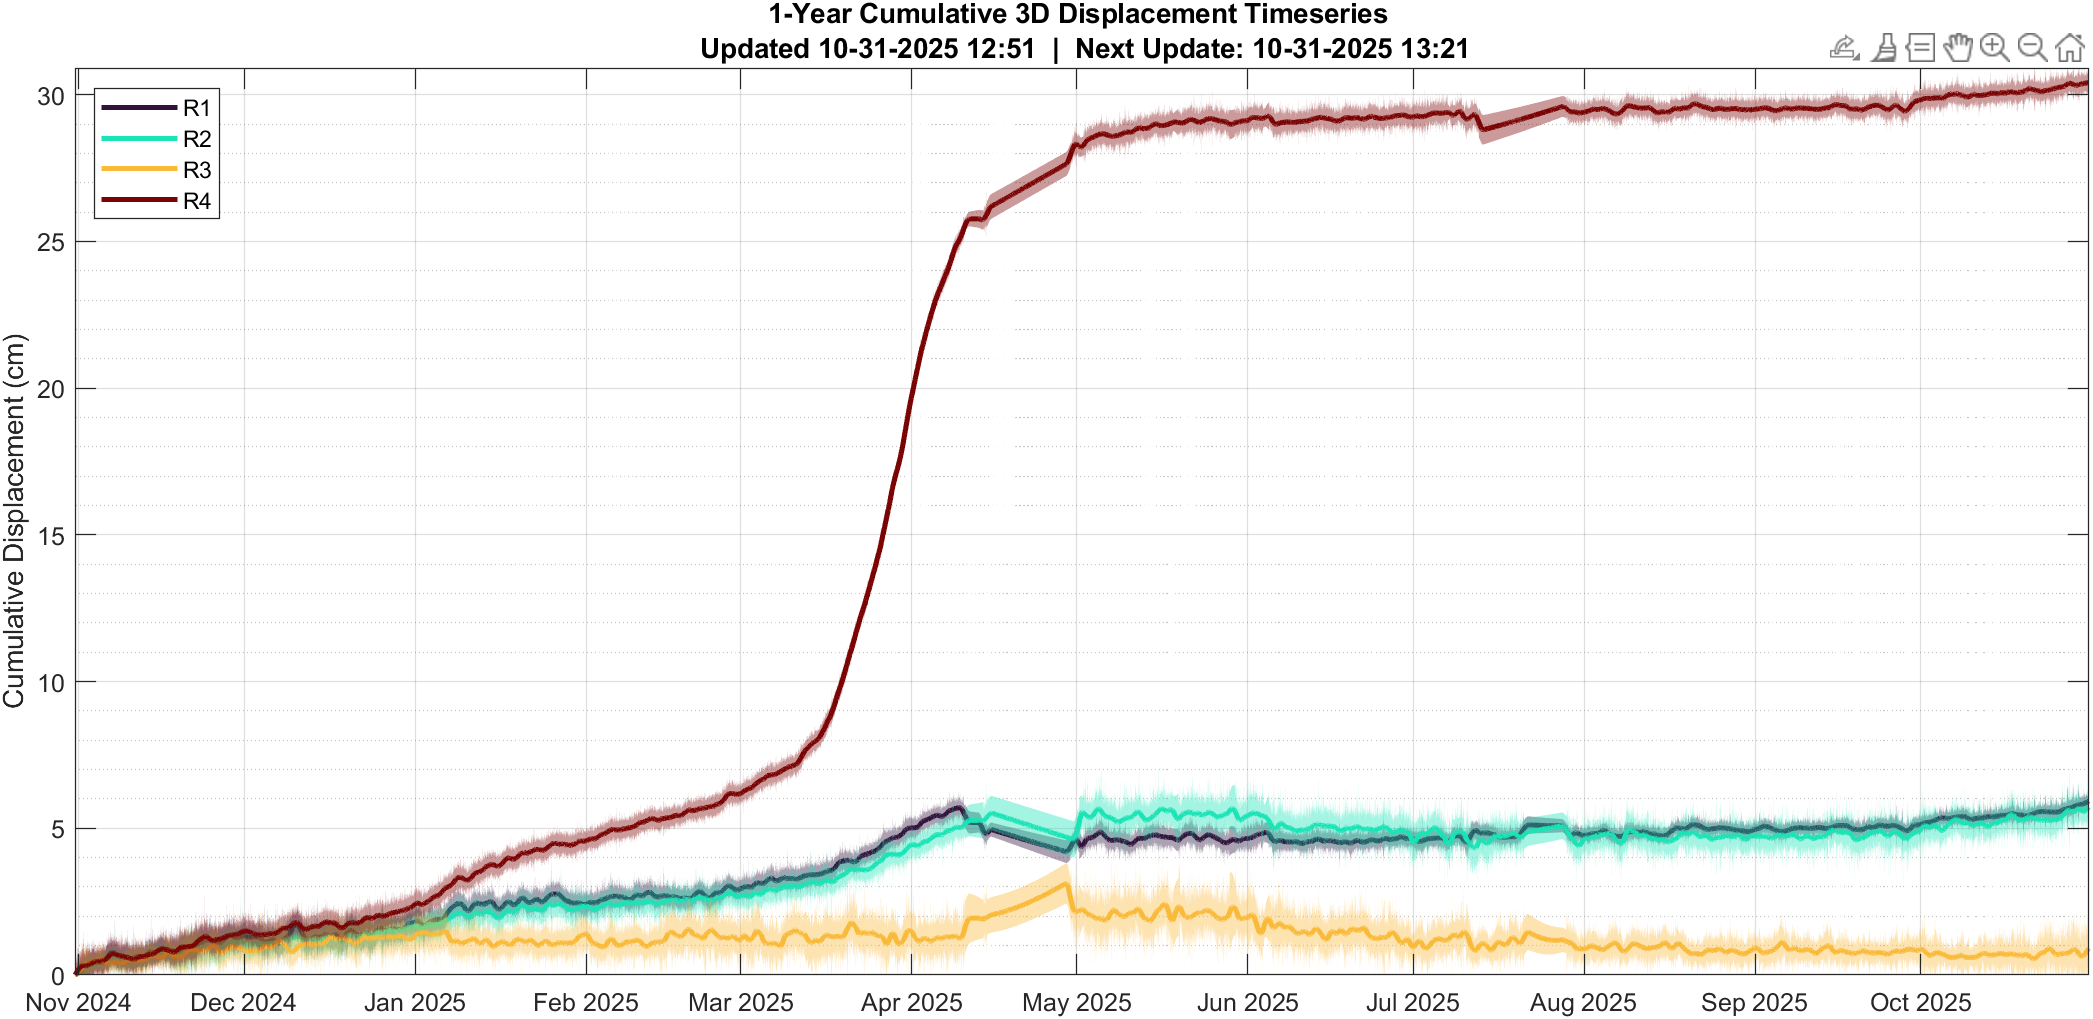 1-Year Cumulative 3D Displacement Timeseries
Updated 10-31-2025 12:51 | Next Update: 10-31-2025 13:21
R1
R2
R3
R4
Cumulative Displacement (cm)
30
25
20
15
10
5
0
Nov 2024 Dec 2024 Jan 2025 Feb 2025 Mar 2025 Apr 2025 May 2025 Jun 2025 Jul 2025 Aug 2025 Sep 2025 Oct 2025